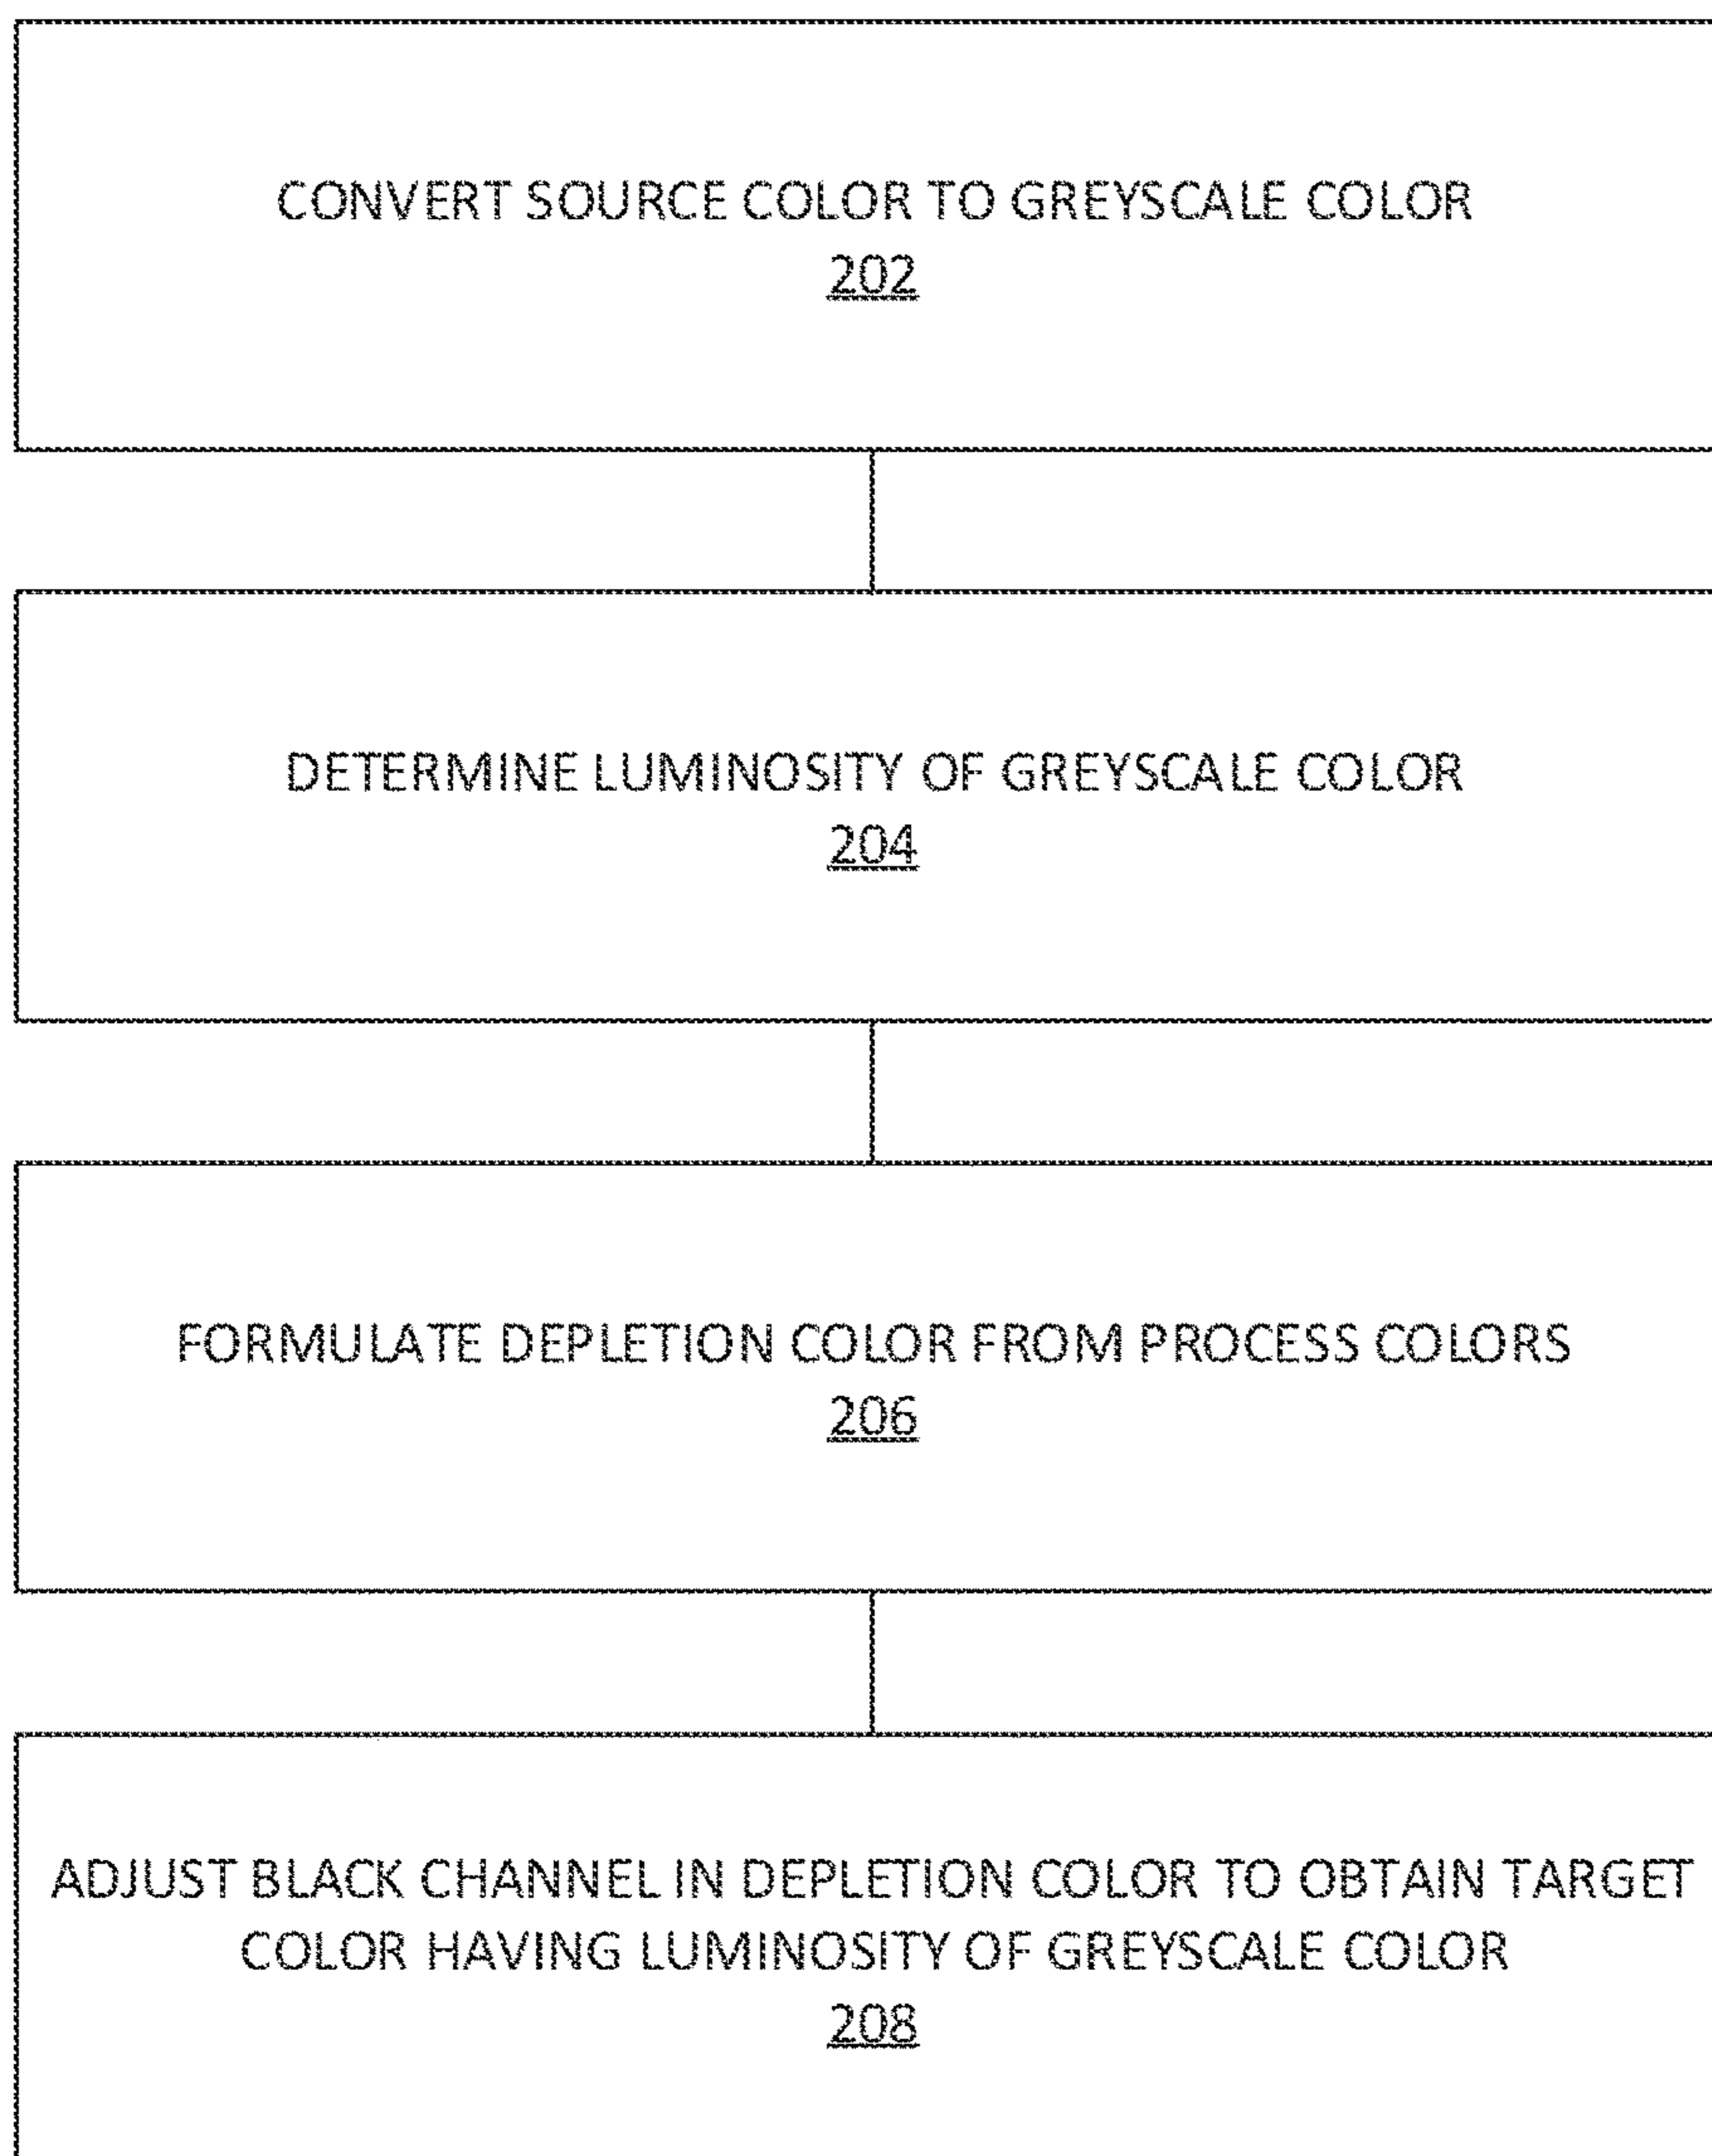 CONVERT SOURCE COLOR TO GREYSCALE COLOR
202
DETERMINE LUMINOSITY OF GREYSCALE COLOR
204
FORMULATE DEPLETION COLOR FROM PROCESS COLORS
206
ADJUST BLACK CHANNEL IN DEPLETION COLOR TO OBTAIN TARGET
COLOR HAVING LUMINOSITY OF GREYSCALE COLOR
208